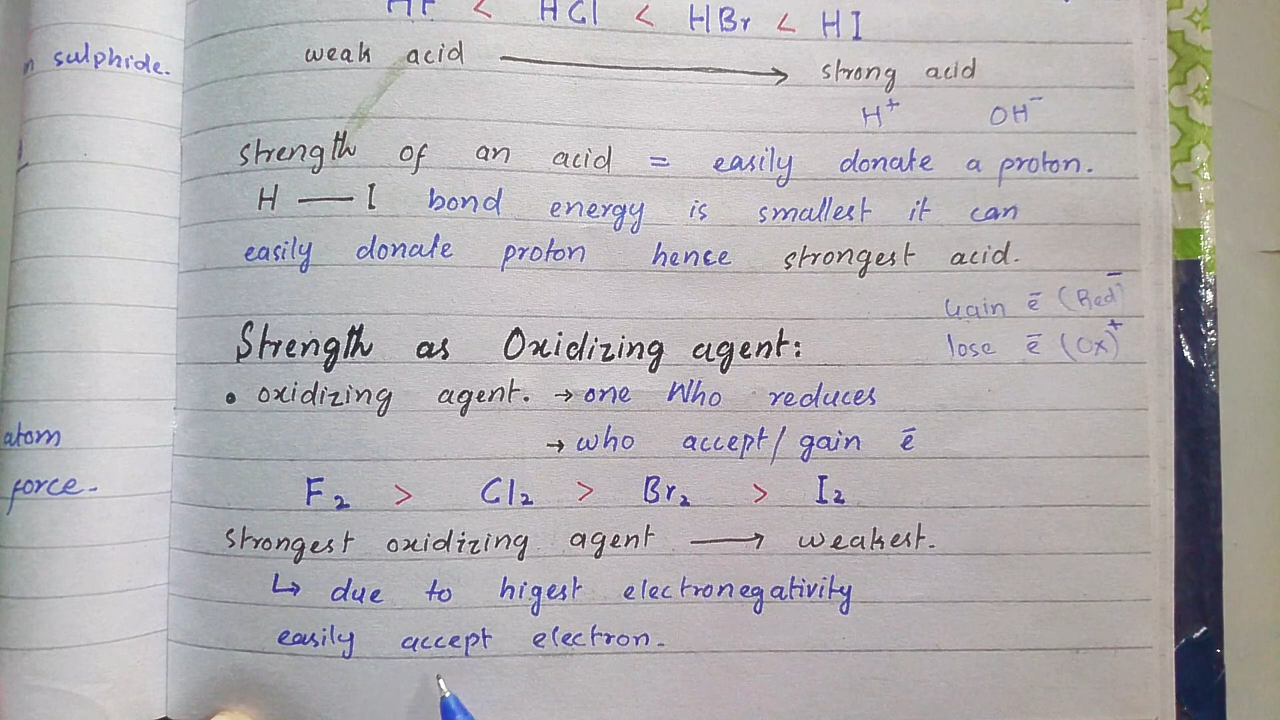 n sulphide.
HF < HCl < HBr < HI
weak acid ⟶ strong acid
H⁺ OH⁻
strength of an acid = easily donate a proton.
H — I bond energy is smallest it can
easily donate proton hence strongest acid.
Gain ē (Red)⁻
Strength as Oxidizing agent:
lose ē (Ox)⁺
• oxidizing agent. → one Who reduces
atom
→ who accept/gain ē
force.
F₂ > Cl₂ > Br₂ > I₂
strongest oxidizing agent ⟶ weakest.
↳ due to higest electronegativity
easily accept electron.